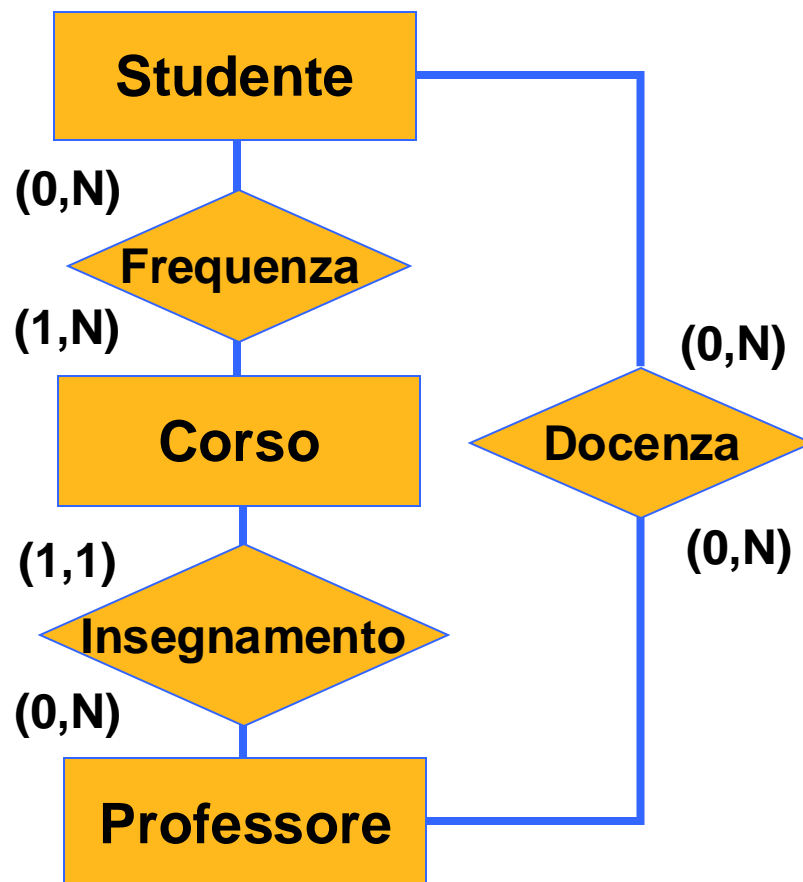 Studente
(0,N)
Frequenza
(1,N)
(0,N)
Corso
Docenza
(1,1)
(0,N)
Insegnamento
(0,N)
Professore